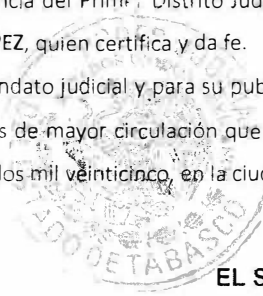 ncia del Prim Distrito Jud
PEZ, quien certifica y da fe.
ndato judicial y para su pub
s de mayor circulación que
los mil veinticinco, en la ciud
DE TABASCO
EL S